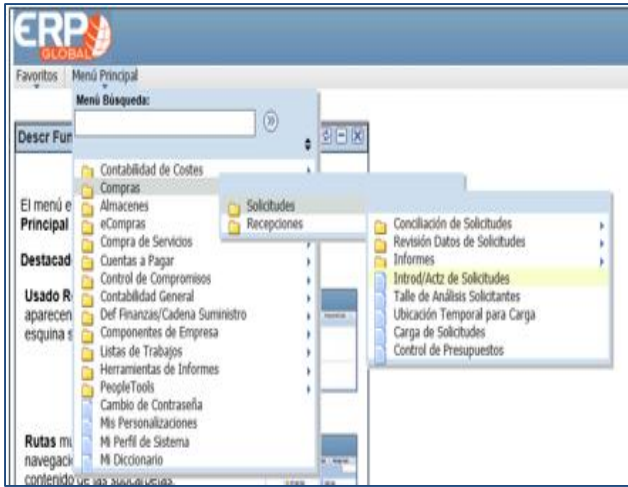 ERP
GLOBAL
Favoritos
Menú Principal
Menú Búsqueda:
Descr Fun
Contabilidad de Costes
Compras
Almacenes
eCompras
Compra de Servicios
Cuentas a Pagar
Control de Compromisos
Contabilidad General
Def Finanzas/Cadena Suministro
Componentes de Empresa
Listas de Trabajos
Herramientas de Informes
PeopleTools
Cambio de Contraseña
Mis Personalizaciones
Mi Perfil de Sistema
Mi Diccionario
Solicitudes
Recepciones
Conciliación de Solicitudes
Revisión Datos de Solicitudes
Informes
Introd/Actz de Solicitudes
Talle de Análisis Solicitantes
Ubicación Temporal para Carga
Carga de Solicitudes
Control de Presupuestos
El menú e
Principal
Destacad
Usado R
aparecen
esquina s
Rutas mu
navegaci
contenido de las subcarpetas.